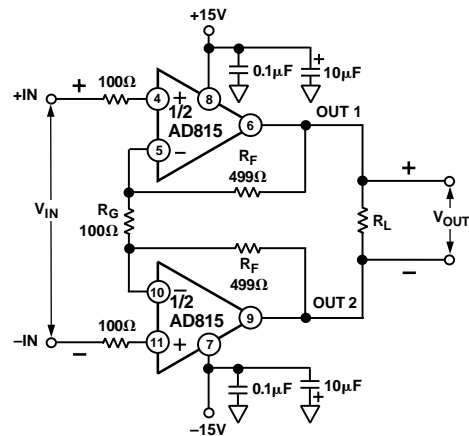 +15V
0.1µF
10µF
+
+IN
+
100Ω
4
+
8
1/2
AD815
6
OUT 1
5
−
R_F
499Ω
+
V_IN
R_G
100Ω
R_L
V_OUT
R_F
499Ω
−
10
−
1/2
AD815
9
OUT 2
−IN
−
100Ω
11
+
7
0.1µF
10µF
+
−15V